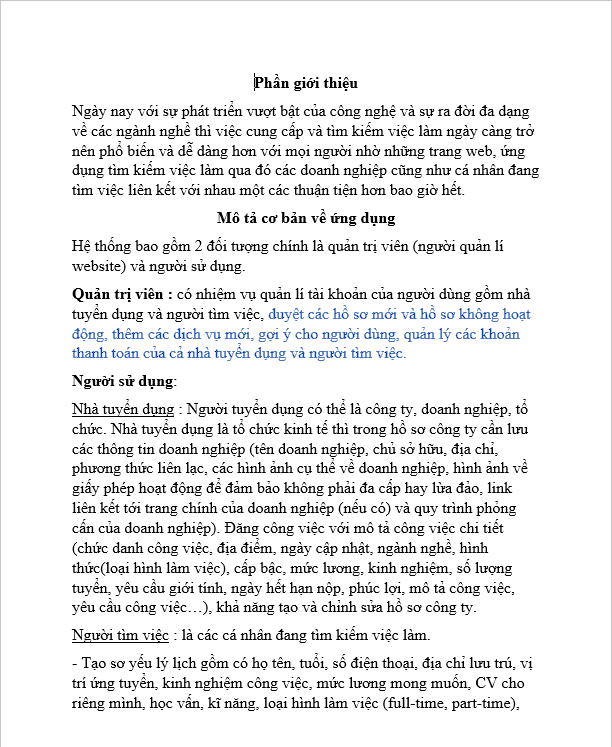 Phần giới thiệu
Ngày nay với sự phát triển vượt bật của công nghệ và sự ra đời đa dạng
về các ngành nghề thì việc cung cấp và tìm kiếm việc làm ngày càng trở
nên phổ biến và dễ dàng hơn với mọi người nhờ những trang web, ứng
dụng tìm kiếm việc làm qua đó các doanh nghiệp cũng như cá nhân đang
tìm việc liên kết với nhau một các thuận tiện hơn bao giờ hết.
Mô tả cơ bản về ứng dụng
Hệ thống bao gồm 2 đối tượng chính là quản trị viên (người quản lí
website) và người sử dụng.
Quản trị viên : có nhiệm vụ quản lí tài khoản của người dùng gồm nhà
tuyển dụng và người tìm việc, duyệt các hồ sơ mới và hồ sơ không hoạt
động, thêm các dịch vụ mới, gợi ý cho người dùng, quản lý các khoản
thanh toán của cả nhà tuyển dụng và người tìm việc.
Người sử dụng:
Nhà tuyển dụng : Người tuyển dụng có thể là công ty, doanh nghiệp, tổ
chức. Nhà tuyển dụng là tổ chức kinh tế thì trong hồ sơ công ty cần lưu
các thông tin doanh nghiệp (tên doanh nghiệp, chủ sở hữu, địa chỉ,
phương thức liên lạc, các hình ảnh cụ thể về doanh nghiệp, hình ảnh về
giấy phép hoạt động để đảm bảo không phải đa cấp hay lừa đảo, link
liên kết tới trang chính của doanh nghiệp (nếu có) và quy trình phỏng
cấn của doanh nghiệp). Đăng công việc với mô tả công việc chi tiết
(chức danh công việc, địa điểm, ngày cập nhật, ngành nghề, hình
thức(loại hình làm việc), cấp bậc, mức lương, kinh nghiệm, số lượng
tuyển, yêu cầu giới tính, ngày hết hạn nộp, phúc lợi, mô tả công việc,
yêu cầu công việc…), khả năng tạo và chỉnh sửa hồ sơ công ty.
Người tìm việc : là các cá nhân đang tìm kiếm việc làm.
- Tạo sơ yếu lý lịch gồm có họ tên, tuổi, số điện thoại, địa chỉ lưu trú, vị
trí ứng tuyển, kinh nghiệm công việc, mức lương mong muốn, CV cho
riêng mình, học vấn, kĩ năng, loại hình làm việc (full-time, part-time),